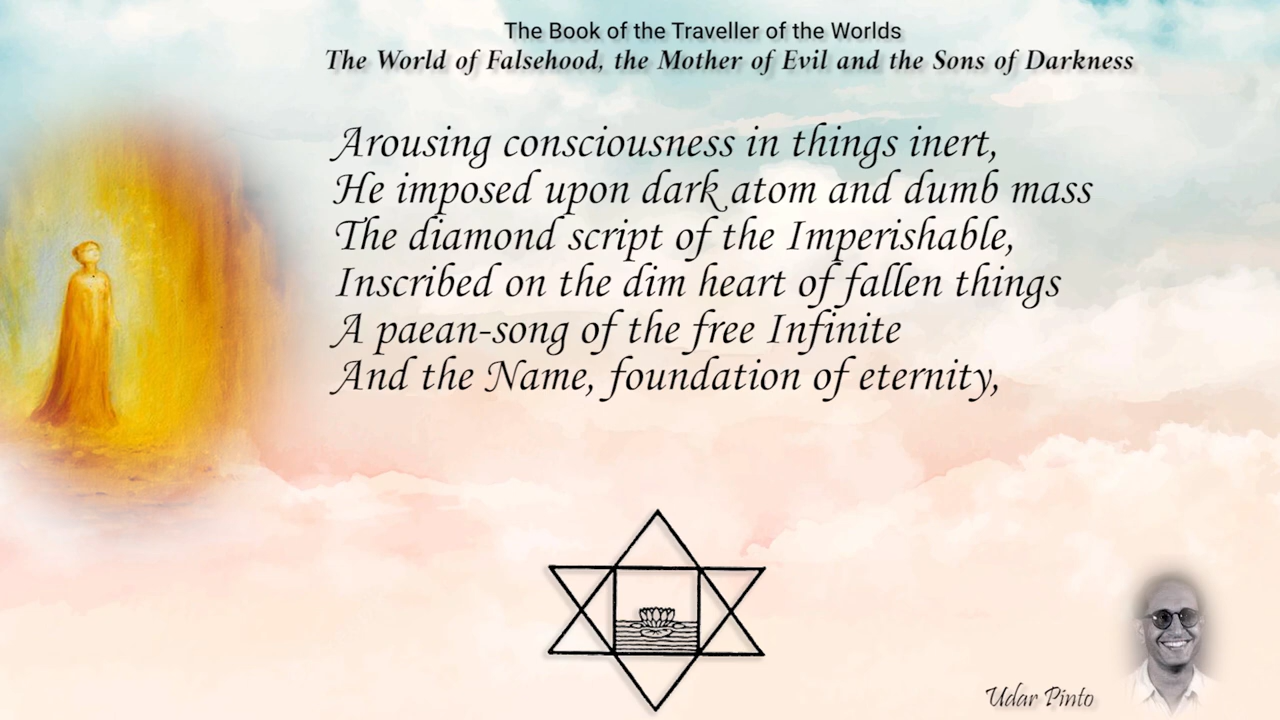 The Book of the Traveller of the Worlds
The World of Falsehood, the Mother of Evil and the Sons of Darkness
Arousing consciousness in things inert,
He imposed upon dark atom and dumb mass
The diamond script of the Imperishable,
Inscribed on the dim heart of fallen things
A paean-song of the free Infinite
And the Name, foundation of eternity,
Udar Pinto